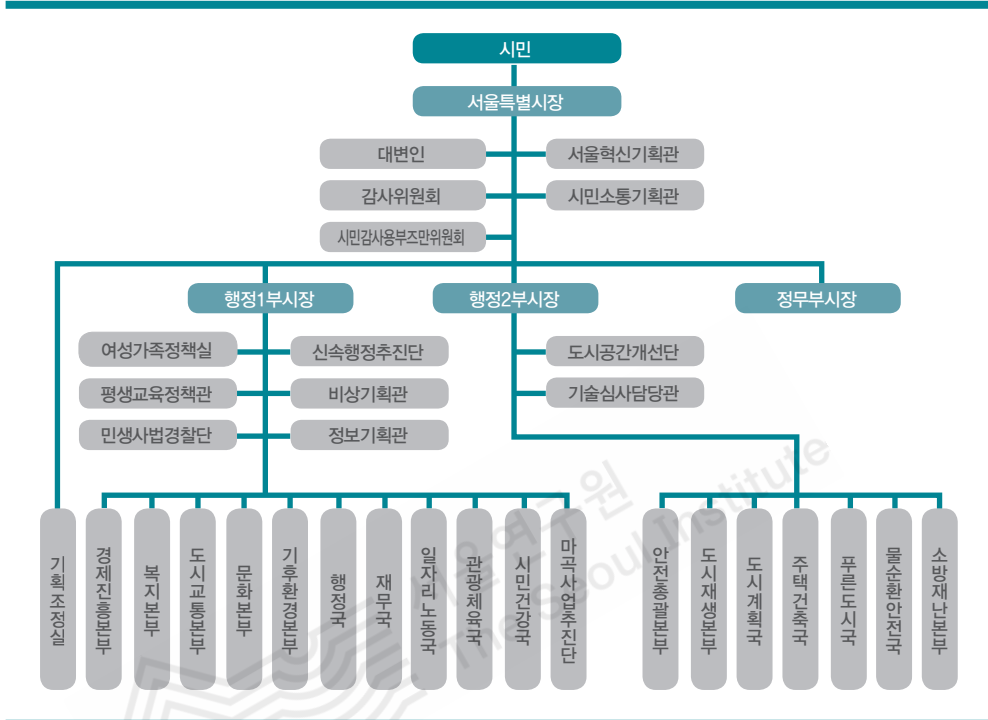 시민
서울특별시장
대변인
서울혁신기획관
감사위원회
시민소통기획관
시민감사용부즈만위원회
행정1부시장
행정2부시장
정무부시장
여성가족정책실
신속행정추진단
도시공간개선단
평생교육정책관
비상기획관
기술심사담당관
민생사법경찰단
정보기획관
기획조정실
경제진흥본부
복지본부
도시교통본부
문화본부
기후환경본부
행정국
재무국
일자리노동국
관광체육국
시민건강국
마곡사업추진단
안전총괄본부
도시재생본부
도시계획국
주택건축국
푸른도시국
물순환안전국
소방재난본부
서울연구원
The Seoul Institute